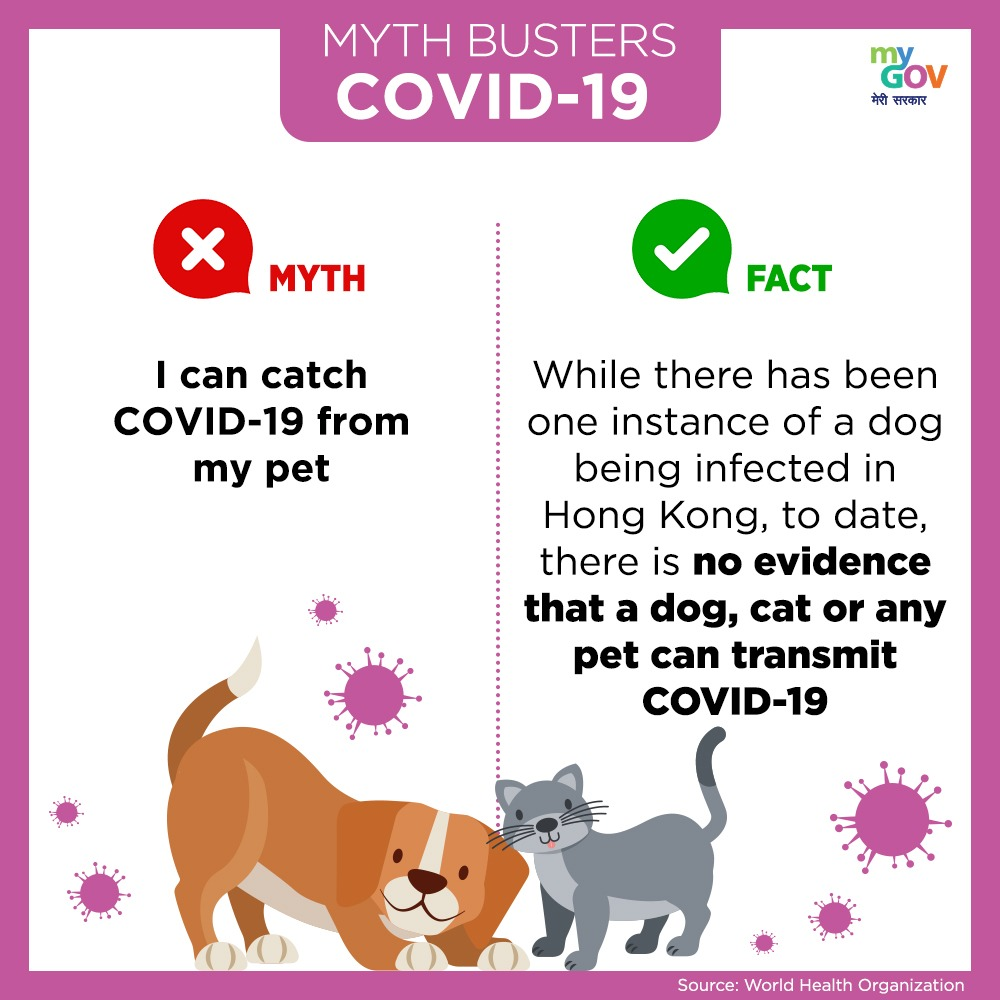 MYTH BUSTERS
COVID-19
my
GOV
मेरी सरकार
MYTH
I can catch
COVID-19 from
my pet
FACT
While there has been
one instance of a dog
being infected in
Hong Kong, to date,
there is no evidence
that a dog, cat or any
pet can transmit
COVID-19
Source: World Health Organization